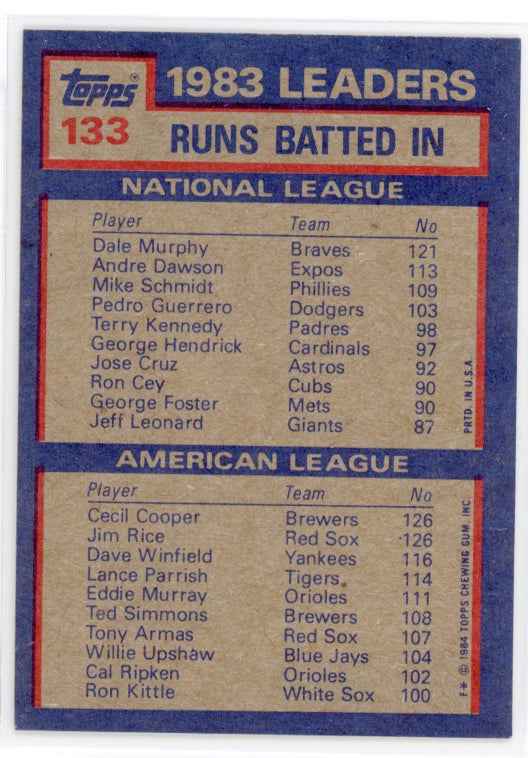 Topps® 1983 LEADERS
133 RUNS BATTED IN
NATIONAL LEAGUE
Player Team No
Dale Murphy Braves 121
Andre Dawson Expos 113
Mike Schmidt Phillies 109
Pedro Guerrero Dodgers 103
Terry Kennedy Padres 98
George Hendrick Cardinals 97
Jose Cruz Astros 92
Ron Cey Cubs 90
George Foster Mets 90
Jeff Leonard Giants 87
PRTD. IN U.S.A.
AMERICAN LEAGUE
Player Team No
Cecil Cooper Brewers 126
Jim Rice Red Sox 126
Dave Winfield Yankees 116
Lance Parrish Tigers 114
Eddie Murray Orioles 111
Ted Simmons Brewers 108
Tony Armas Red Sox 107
Willie Upshaw Blue Jays 104
Cal Ripken Orioles 102
Ron Kittle White Sox 100
F* © 1984 TOPPS CHEWING GUM, INC.